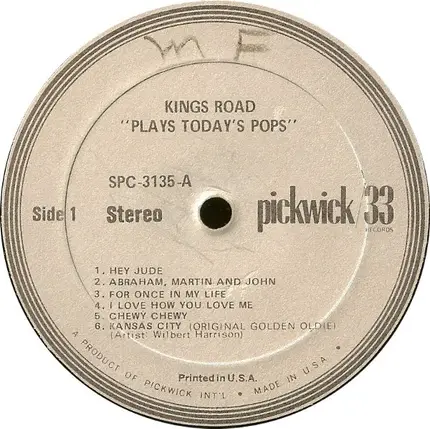 M F
KINGS ROAD
"PLAYS TODAY'S POPS"
SPC-3135-A
Side 1 Stereo pickwick/33
RECORDS
1. HEY JUDE
2. ABRAHAM, MARTIN AND JOHN
3. FOR ONCE IN MY LIFE
4. I LOVE HOW YOU LOVE ME
5. CHEWY CHEWY
6. KANSAS CITY (ORIGINAL GOLDEN OLDIE)
(Artist: Wilbert Harrison)
Printed in U.S.A.
A PRODUCT OF PICKWICK INT'L • MADE IN U.S.A. •